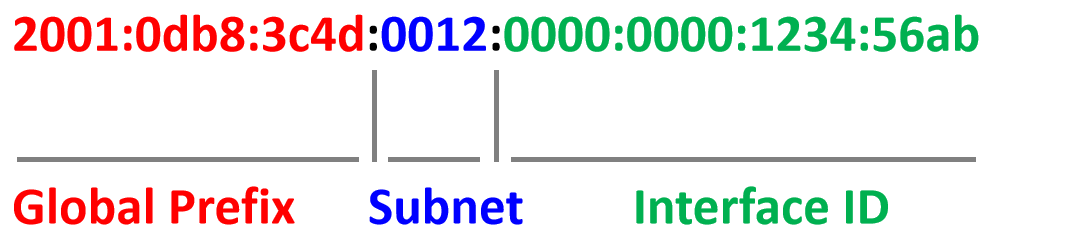 2001:0db8:3c4d:0012:0000:0000:1234:56ab
Global Prefix Subnet Interface ID